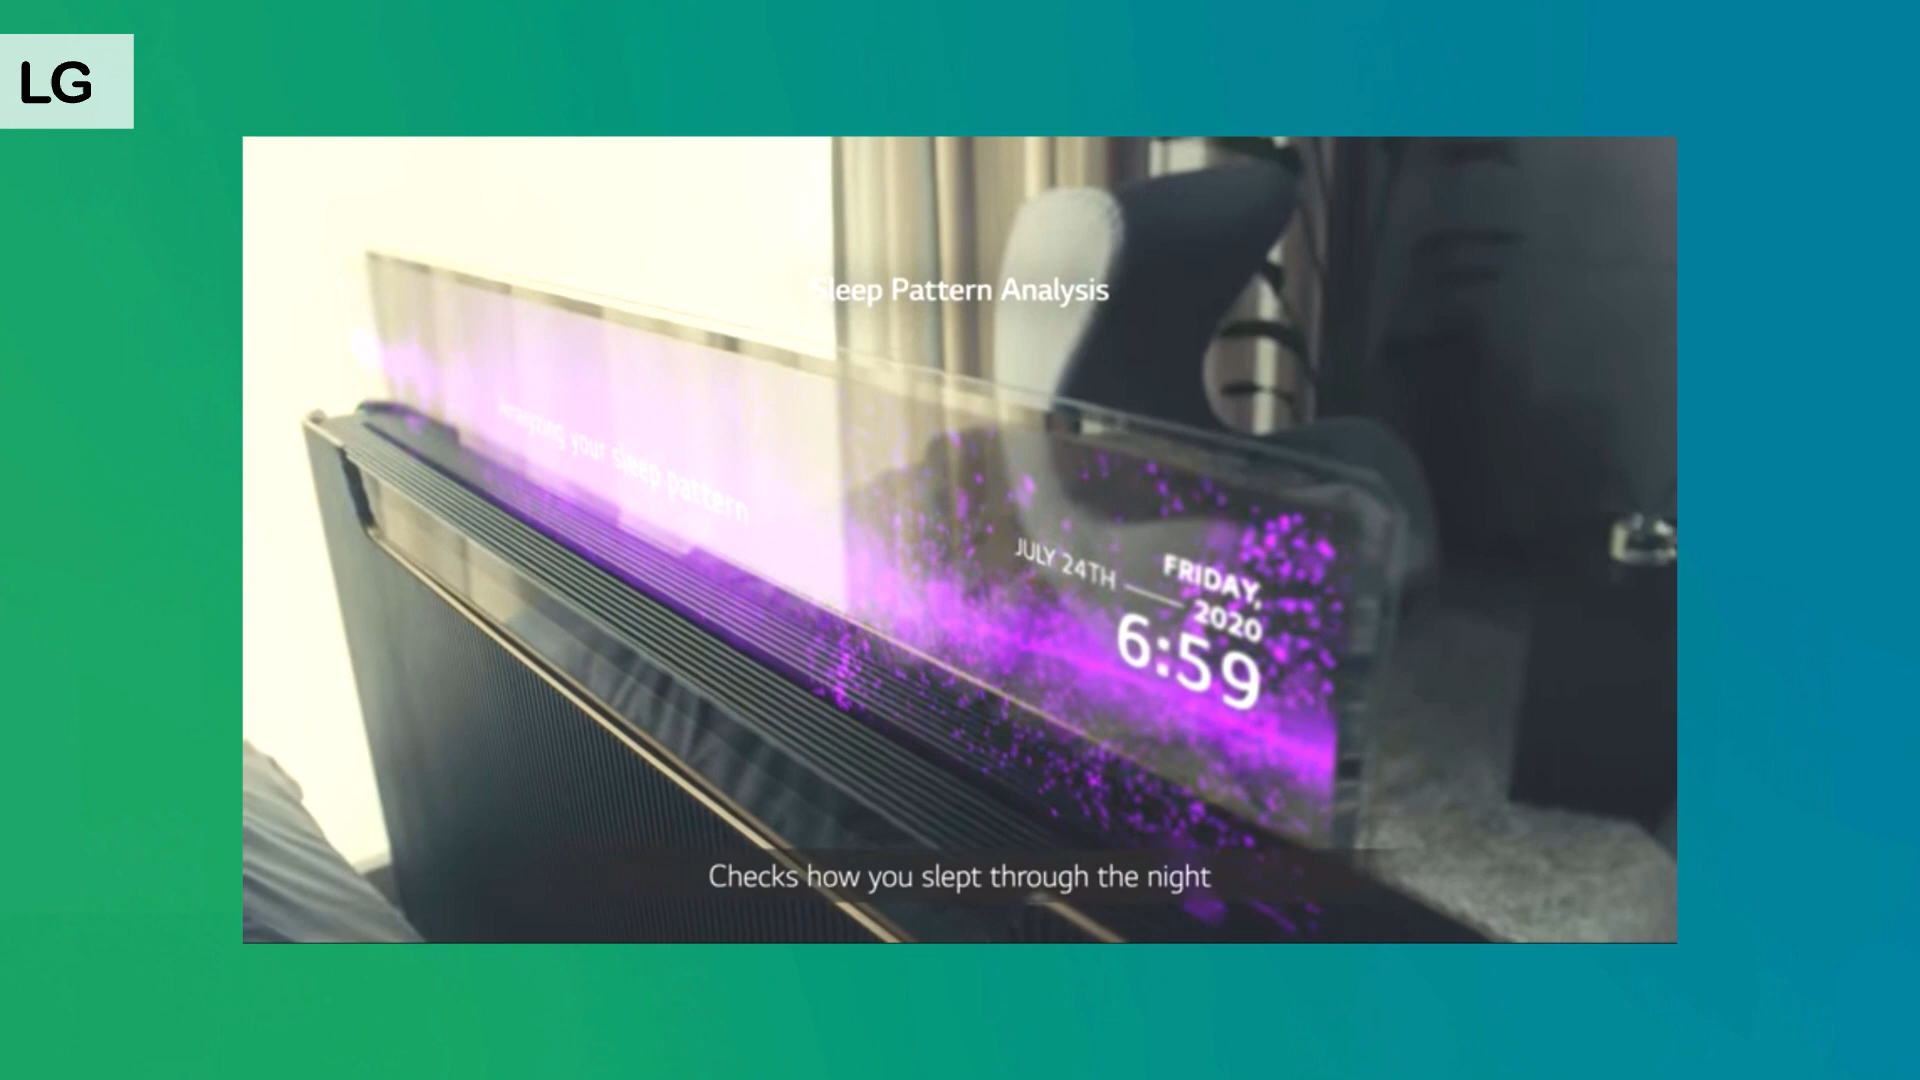 LG
Sleep Pattern Analysis
Analyzing your sleep pattern
JULY 24TH
FRIDAY,
2020
6:59
Checks how you slept through the night